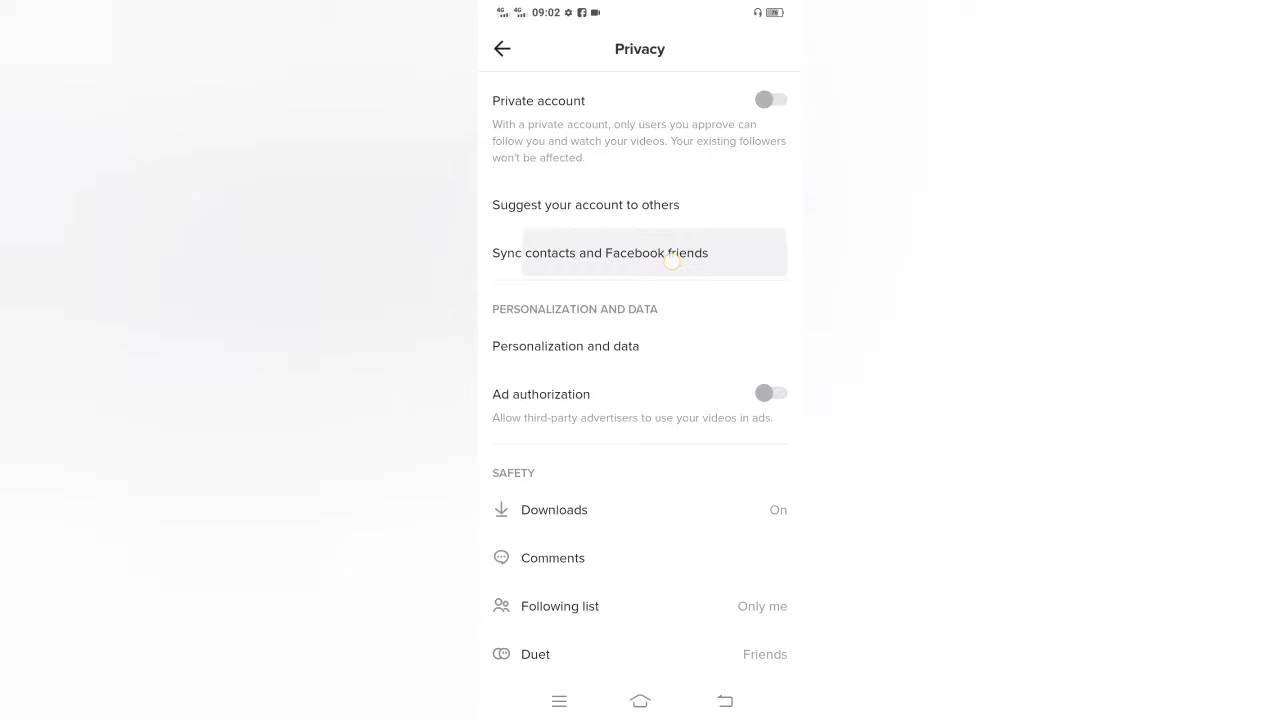 4G 4G 09:02 76
Privacy
Private account
With a private account, only users you approve can
follow you and watch your videos. Your existing followers
won't be affected.
Suggest your account to others
Sync contacts and Facebook friends
PERSONALIZATION AND DATA
Personalization and data
Ad authorization
Allow third-party advertisers to use your videos in ads.
SAFETY
Downloads On
Comments
Following list Only me
Duet Friends